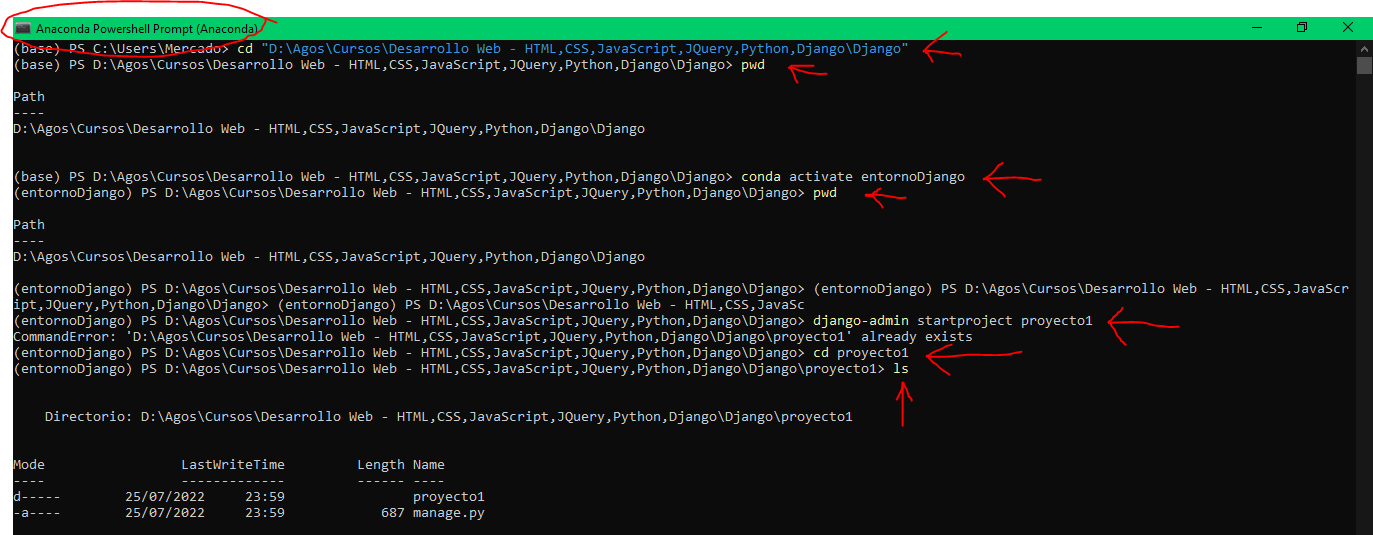 Anaconda Powershell Prompt (Anaconda)
(base) PS C:\Users\Mercado> cd "D:\Agos\Cursos\Desarrollo Web - HTML,CSS,JavaScript,JQuery,Python,Django\Django"
(base) PS D:\Agos\Cursos\Desarrollo Web - HTML,CSS,JavaScript,JQuery,Python,Django\Django> pwd
Path
----
D:\Agos\Cursos\Desarrollo Web - HTML,CSS,JavaScript,JQuery,Python,Django\Django
(base) PS D:\Agos\Cursos\Desarrollo Web - HTML,CSS,JavaScript,JQuery,Python,Django\Django> conda activate entornoDjango
(entornoDjango) PS D:\Agos\Cursos\Desarrollo Web - HTML,CSS,JavaScript,JQuery,Python,Django\Django> pwd
Path
----
D:\Agos\Cursos\Desarrollo Web - HTML,CSS,JavaScript,JQuery,Python,Django\Django
(entornoDjango) PS D:\Agos\Cursos\Desarrollo Web - HTML,CSS,JavaScript,JQuery,Python,Django\Django> (entornoDjango) PS D:\Agos\Cursos\Desarrollo Web - HTML,CSS,JavaScr
ipt,JQuery,Python,Django\Django> (entornoDjango) PS D:\Agos\Cursos\Desarrollo Web - HTML,CSS,JavaSc
(entornoDjango) PS D:\Agos\Cursos\Desarrollo Web - HTML,CSS,JavaScript,JQuery,Python,Django\Django> django-admin startproject proyecto1
CommandError: 'D:\Agos\Cursos\Desarrollo Web - HTML,CSS,JavaScript,JQuery,Python,Django\Django\proyecto1' already exists
(entornoDjango) PS D:\Agos\Cursos\Desarrollo Web - HTML,CSS,JavaScript,JQuery,Python,Django\Django> cd proyecto1
(entornoDjango) PS D:\Agos\Cursos\Desarrollo Web - HTML,CSS,JavaScript,JQuery,Python,Django\Django\proyecto1> ls
Directorio: D:\Agos\Cursos\Desarrollo Web - HTML,CSS,JavaScript,JQuery,Python,Django\Django\proyecto1
Mode LastWriteTime Length Name
---- ------------- ------ ----
d----- 25/07/2022 23:59 proyecto1
-a---- 25/07/2022 23:59 687 manage.py